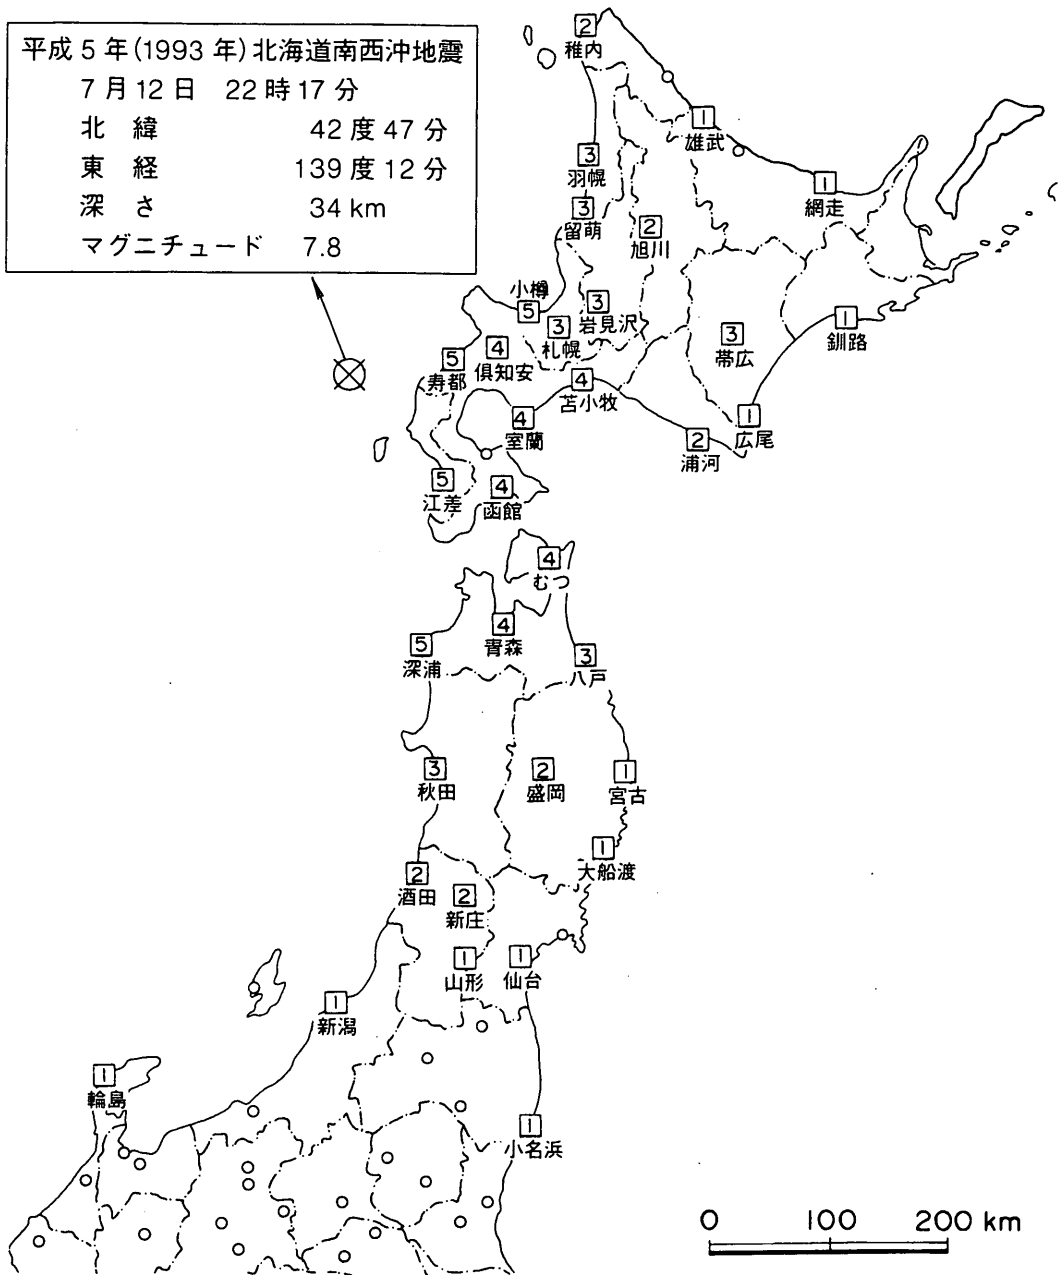 平成5年(1993年)北海道南西沖地震
7月12日 22時17分
北緯 42度47分
東経 139度12分
深さ 34km
マグニチュード 7.8
2
稚内
1
雄武
3
羽幌
1
網走
3
留萌
2
旭川
小樽
5
3
岩見沢
3
札幌
1
釧路
3
帯広
4
倶知安
5
寿都
4
苫小牧
4
室蘭
1
広尾
2
浦河
5
江差
4
函館
4
むつ
4
青森
5
深浦
3
八戸
3
秋田
2
盛岡
1
宮古
1
大船渡
2
酒田
2
新庄
1
山形
1
仙台
1
新潟
1
輪島
1
小名浜
0 100 200 km